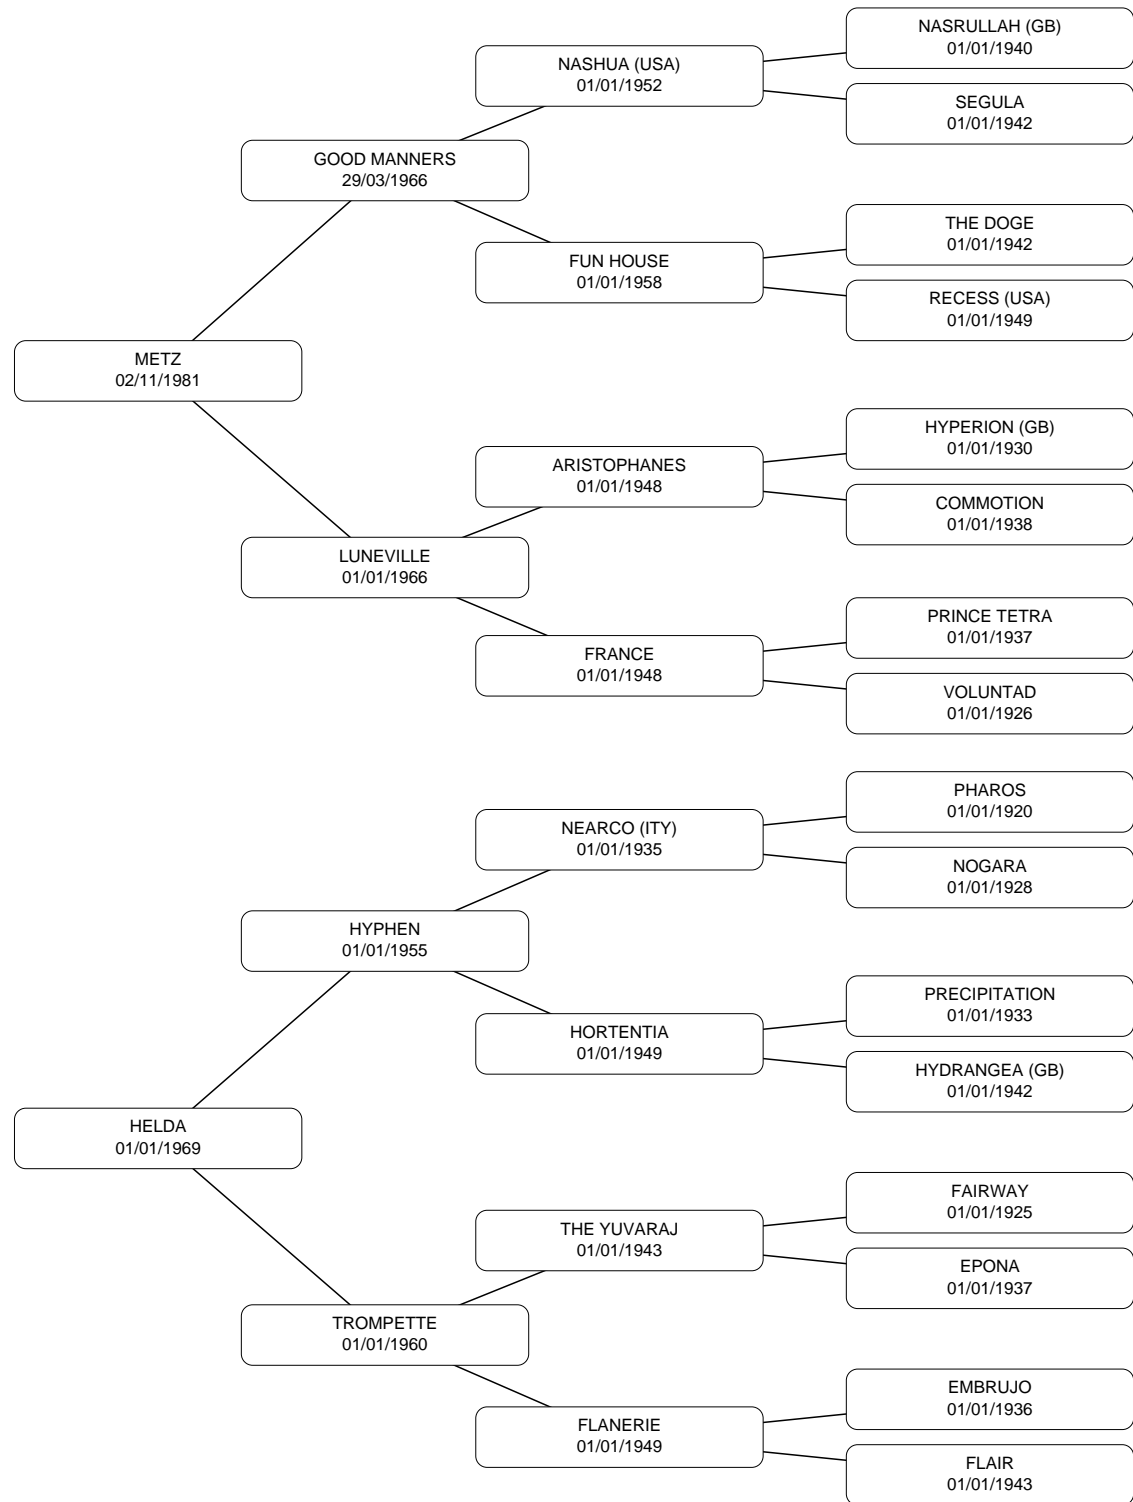 NASRULLAH (GB)
01/01/1940
NASHUA (USA)
01/01/1952
SEGULA
01/01/1942
GOOD MANNERS
29/03/1966
THE DOGE
01/01/1942
FUN HOUSE
01/01/1958
RECESS (USA)
01/01/1949
METZ
02/11/1981
HYPERION (GB)
01/01/1930
ARISTOPHANES
01/01/1948
COMMOTION
01/01/1938
LUNEVILLE
01/01/1966
PRINCE TETRA
01/01/1937
FRANCE
01/01/1948
VOLUNTAD
01/01/1926
PHAROS
01/01/1920
NEARCO (ITY)
01/01/1935
NOGARA
01/01/1928
HYPHEN
01/01/1955
PRECIPITATION
01/01/1933
HORTENTIA
01/01/1949
HYDRANGEA (GB)
01/01/1942
HELDA
01/01/1969
FAIRWAY
01/01/1925
THE YUVARAJ
01/01/1943
EPONA
01/01/1937
TROMPETTE
01/01/1960
EMBRUJO
01/01/1936
FLANERIE
01/01/1949
FLAIR
01/01/1943